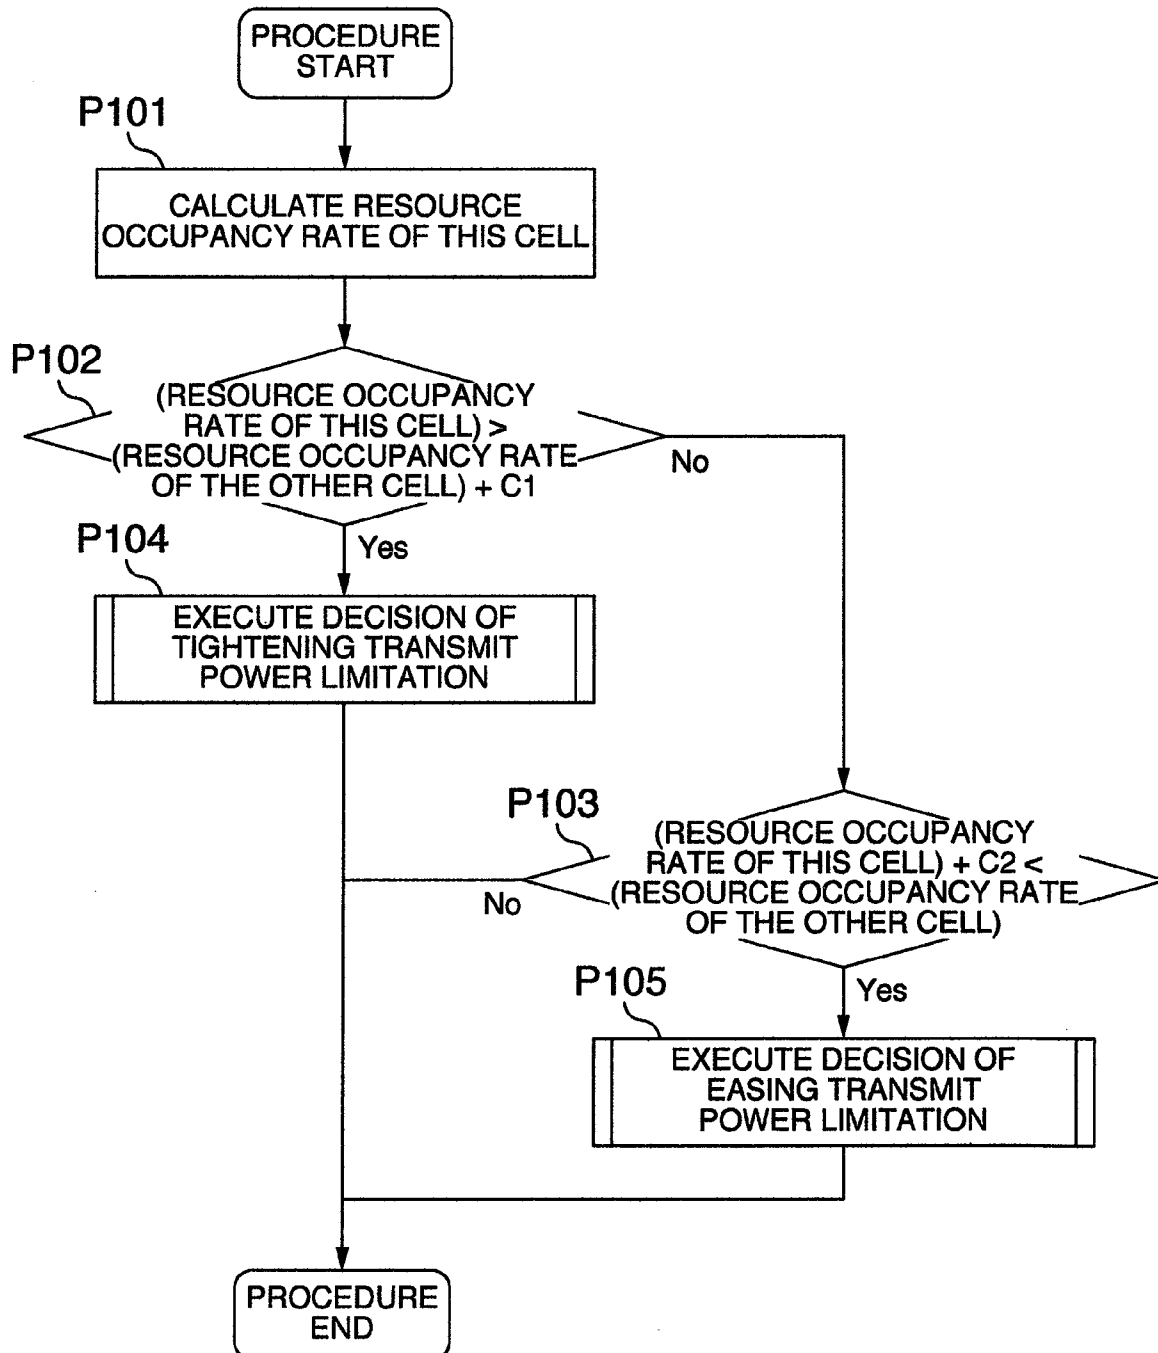 PROCEDURE
START
P101
CALCULATE RESOURCE
OCCUPANCY RATE OF THIS CELL
P102
(RESOURCE OCCUPANCY
RATE OF THIS CELL) >
(RESOURCE OCCUPANCY RATE
OF THE OTHER CELL) + C1
No
Yes
P104
EXECUTE DECISION OF
TIGHTENING TRANSMIT
POWER LIMITATION
P103
(RESOURCE OCCUPANCY
RATE OF THIS CELL) + C2 <
(RESOURCE OCCUPANCY RATE
OF THE OTHER CELL)
No
Yes
P105
EXECUTE DECISION OF
EASING TRANSMIT
POWER LIMITATION
PROCEDURE
END